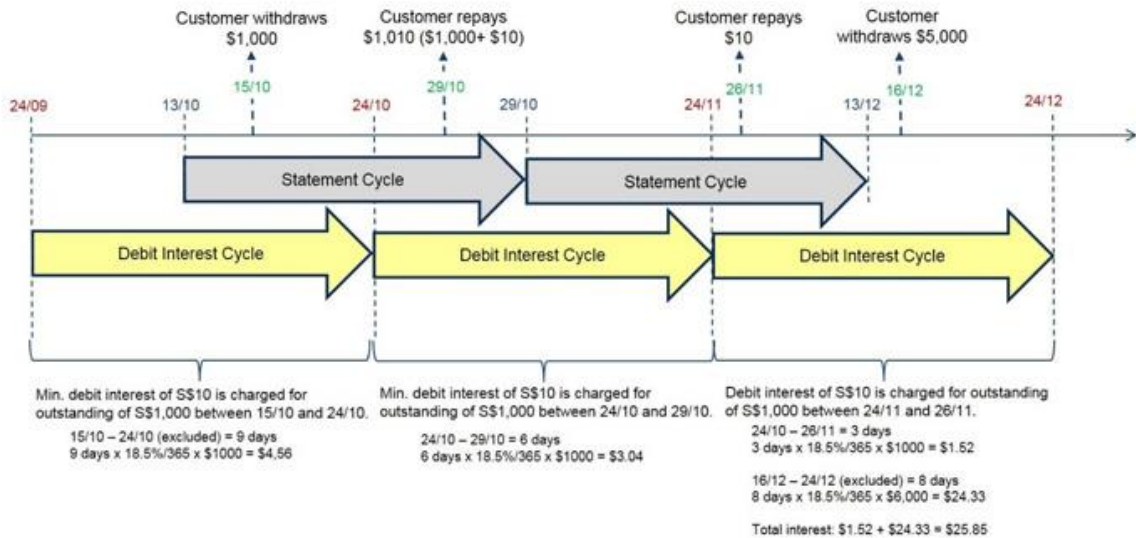 Customer withdraws
$1,000
Customer repays
$1,010 ($1,000+ $10)
Customer repays
$10
Customer
withdraws $5,000
15/10
29/10
26/11
16/12
24/09
13/10
24/10
29/10
24/11
13/12
24/12
Statement Cycle
Statement Cycle
Debit Interest Cycle
Debit Interest Cycle
Debit Interest Cycle
Min. debit interest of S$10 is charged for
outstanding of S$1,000 between 15/10 and 24/10.
15/10 – 24/10 (excluded) = 9 days
9 days x 18.5%/365 x $1000 = $4,56
Min. debit interest of S$10 is charged for
outstanding of S$1,000 between 24/10 and 29/10.
24/10 – 29/10 = 6 days
6 days x 18.5%/365 x $1000 = $3.04
Debit interest of S$10 is charged for outstanding
of S$1,000 between 24/11 and 26/11.
24/10 – 26/11 = 3 days
3 days x 18.5%/365 x $1000 = $1.52
16/12 – 24/12 (excluded) = 8 days
8 days x 18.5%/365 x $6,000 = $24.33
Total interest: $1.52 + $24.33 = $25.85